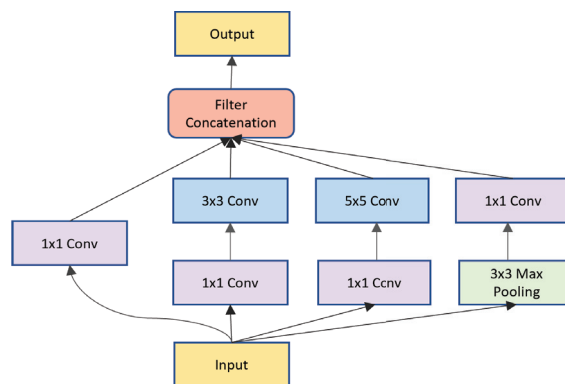 Output
Filter
Concatenation
3x3 Conv
5x5 Conv
1x1 Conv
1x1 Conv
1x1 Conv
1x1 Ccnv
3x3 Max
Pooling
Input